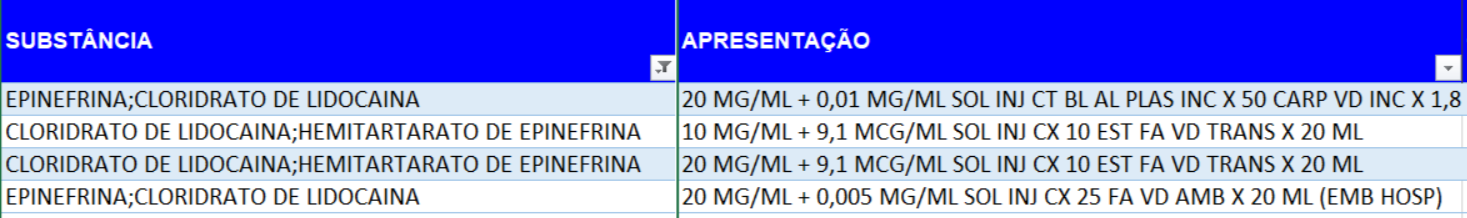 SUBSTÂNCIA APRESENTAÇÃO
EPINEFRINA;CLORIDRATO DE LIDOCAINA 20 MG/ML + 0,01 MG/ML SOL INJ CT BL AL PLAS INC X 50 CARP VD INC X 1,8
CLORIDRATO DE LIDOCAINA;HEMITARTARATO DE EPINEFRINA 10 MG/ML + 9,1 MCG/ML SOL INJ CX 10 EST FA VD TRANS X 20 ML
CLORIDRATO DE LIDOCAINA;HEMITARTARATO DE EPINEFRINA 20 MG/ML + 9,1 MCG/ML SOL INJ CX 10 EST FA VD TRANS X 20 ML
EPINEFRINA;CLORIDRATO DE LIDOCAINA 20 MG/ML + 0,005 MG/ML SOL INJ CX 25 FA VD AMB X 20 ML (EMB HOSP)